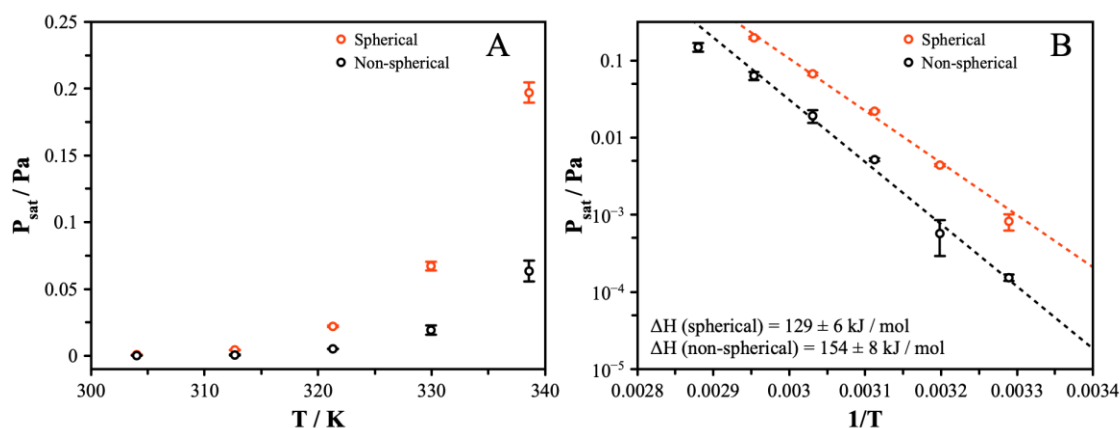 A
Spherical
Non-spherical
0.25
0.2
0.15
0.1
0.05
0
P_sat / Pa
300
310
320
330
340
T / K
B
Spherical
Non-spherical
0.1
0.01
10⁻³
10⁻⁴
10⁻⁵
P_sat / Pa
ΔH (spherical) = 129 ± 6 kJ / mol
ΔH (non-spherical) = 154 ± 8 kJ / mol
0.0028
0.0029
0.003
0.0031
0.0032
0.0033
0.0034
1/T